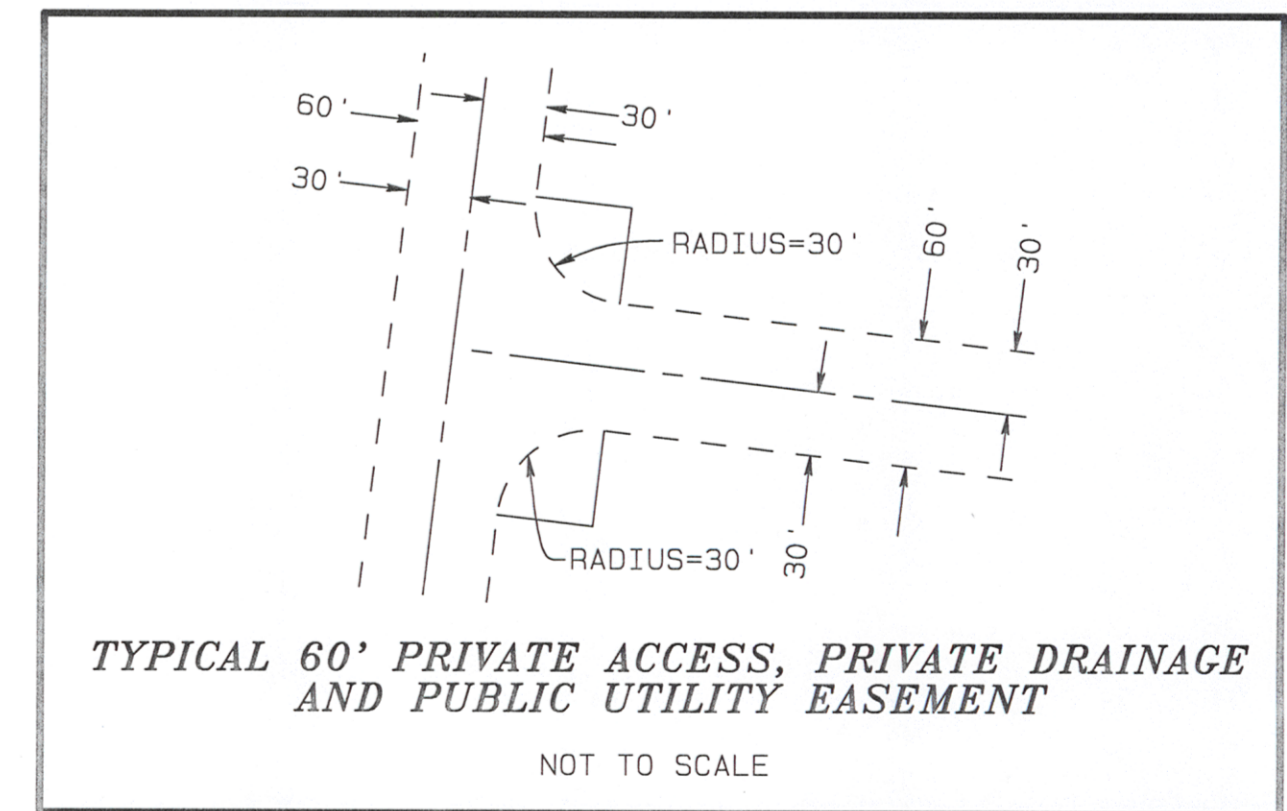 60'
30'
30'
RADIUS=30'
60'
30'
RADIUS=30'
30'
TYPICAL 60' PRIVATE ACCESS, PRIVATE DRAINAGE
AND PUBLIC UTILITY EASEMENT
NOT TO SCALE